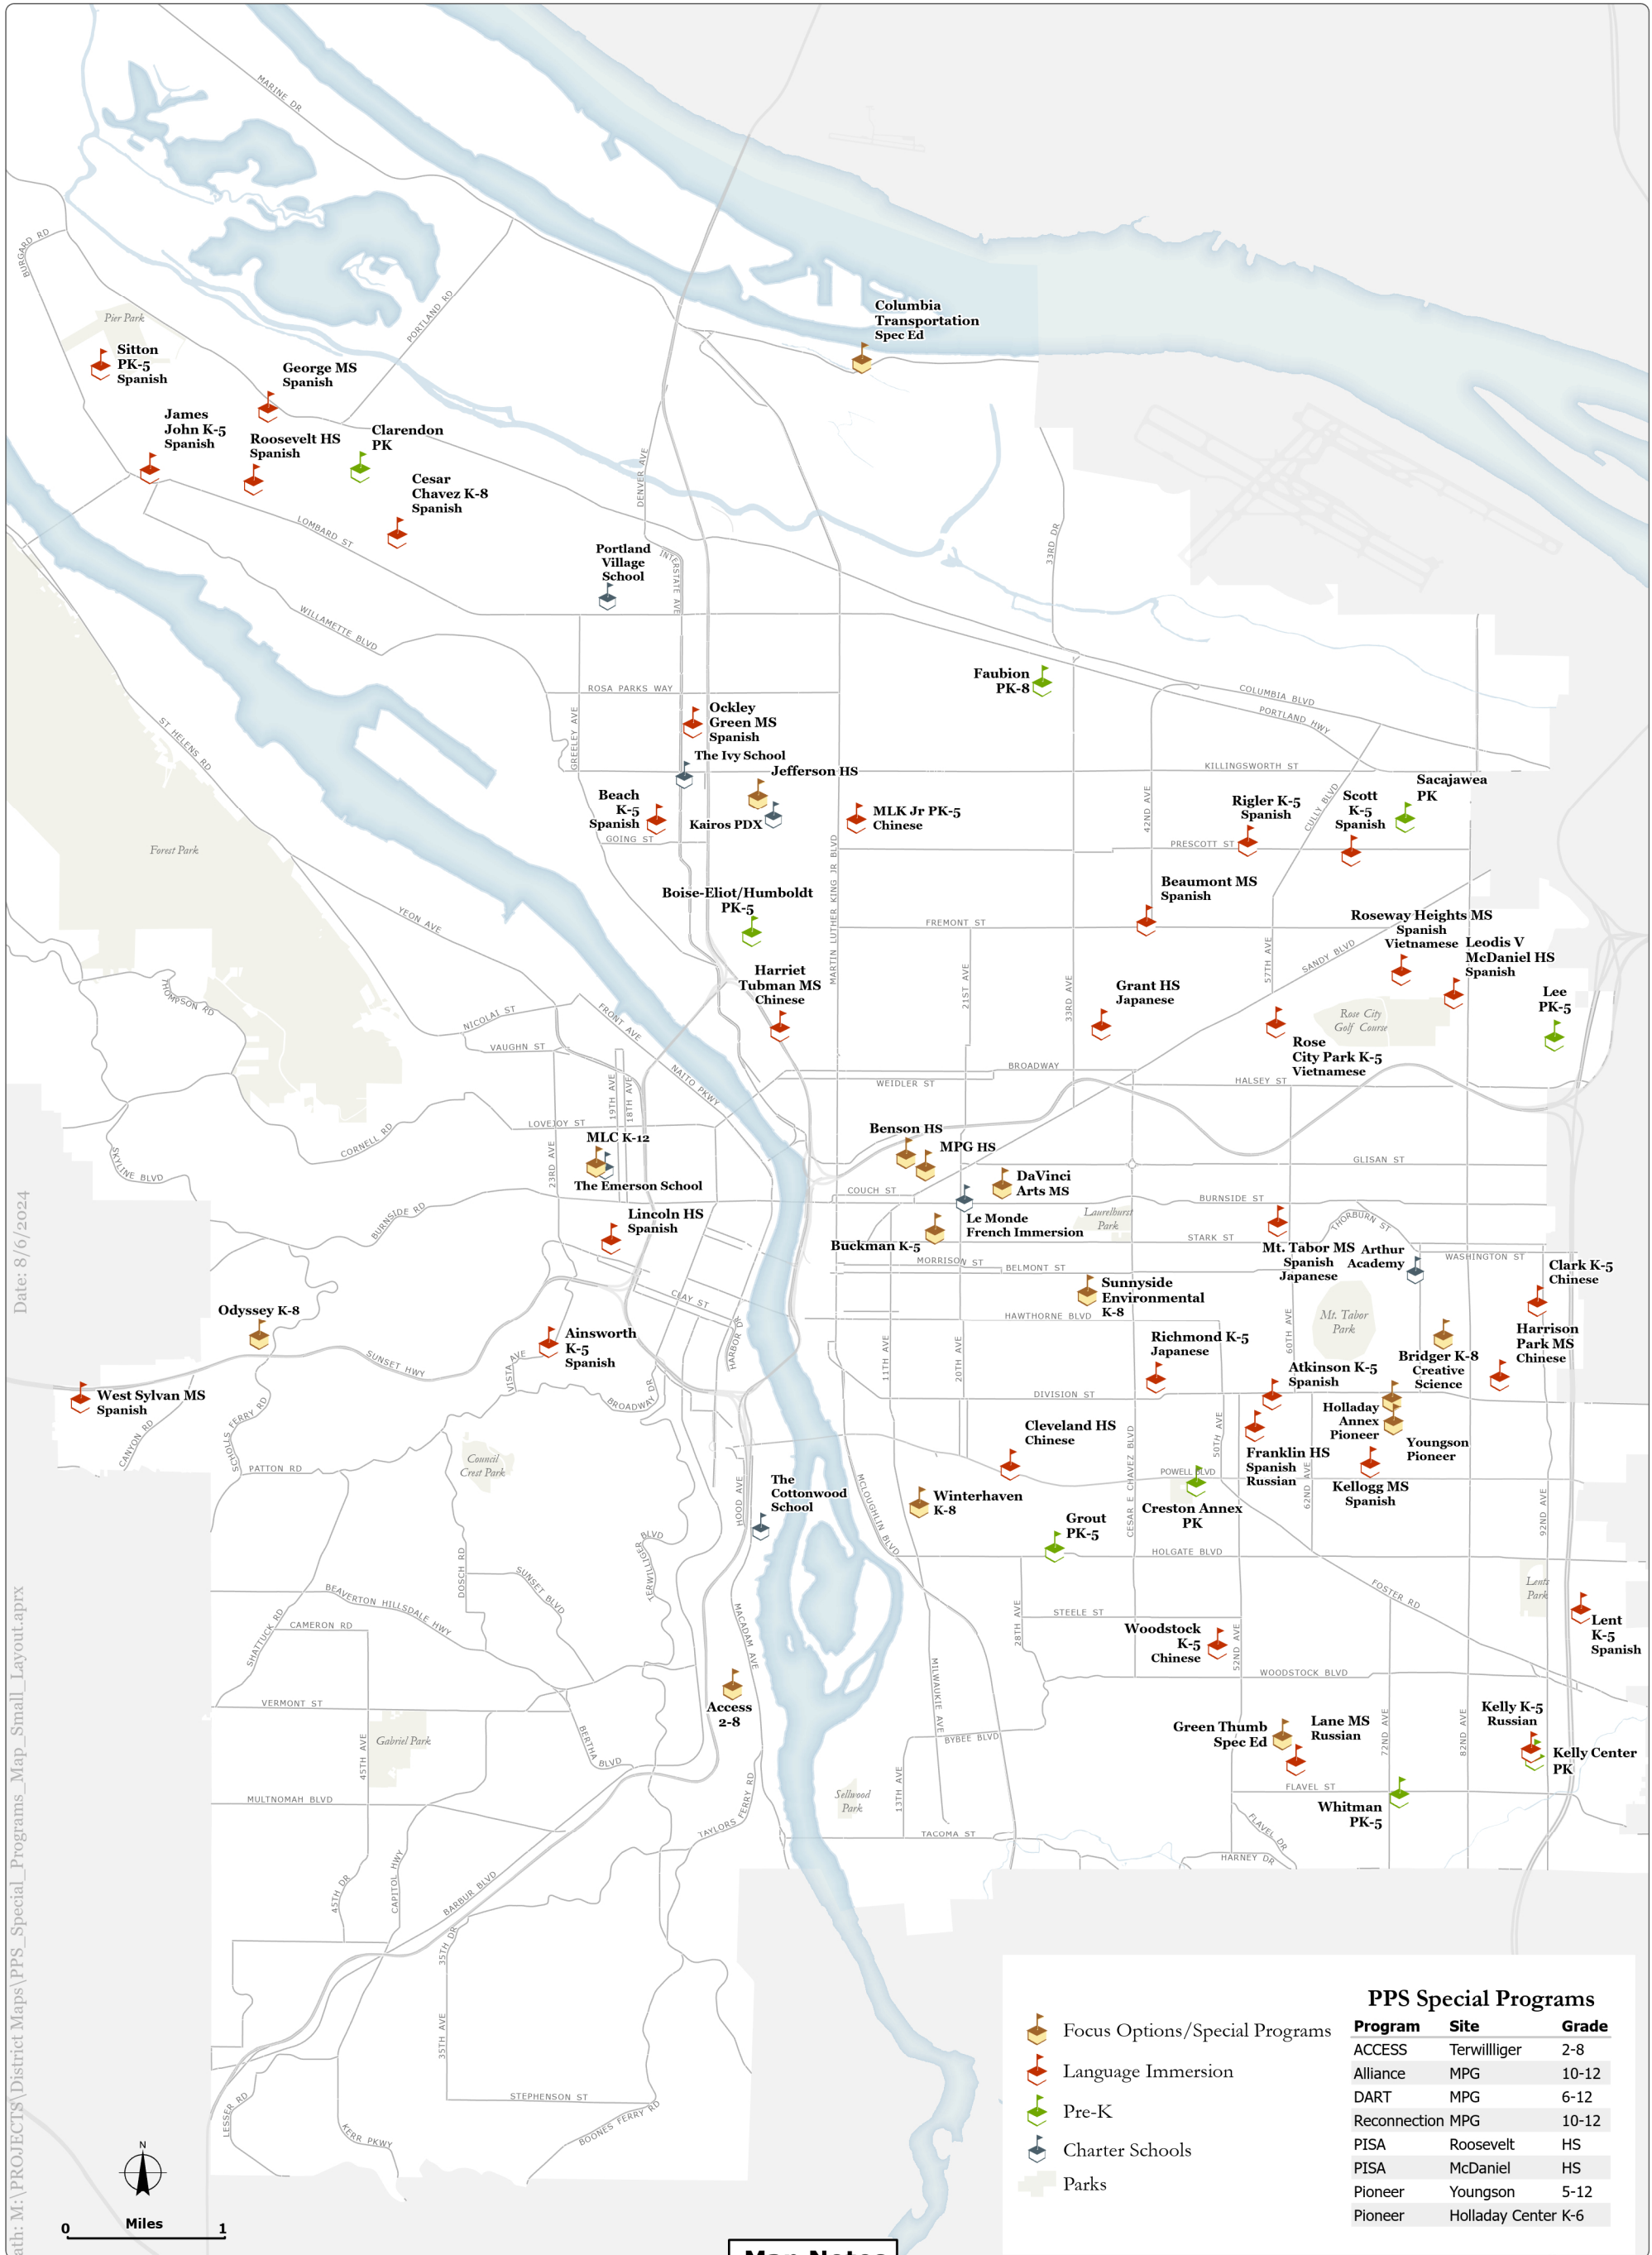 MARINE DR
BURGARD RD
PORTLAND RD
Pier Park
Columbia
Transportation
Spec Ed
Sitton
PK-5
Spanish
George MS
Spanish
James
John K-5
Spanish
Roosevelt HS
Spanish
Clarendon
PK
Cesar
Chavez K-8
Spanish
DENVER AVE
LOMBARD ST
33RD DR
Portland
Village
School
INTERSTATE AVE
WILLAMETTE BLVD
Faubion
PK-8
ROSA PARKS WAY
COLUMBIA BLVD
PORTLAND HWY
Ockley
Green MS
Spanish
GREELEY AVE
ST HELENS RD
The Ivy School
Jefferson HS
KILLINGSWORTH ST
Sacajawea
PK
Beach
K-5
Spanish
Kairos PDX
MLK Jr PK-5
Chinese
42ND AVE
Rigler K-5
Spanish
CULLY BLVD
Scott
K-5
Spanish
GOING ST
PRESCOTT ST
Forest Park
MARTIN LUTHER KING JR BLVD
Boise-Eliot/Humboldt
PK-5
Beaumont MS
Spanish
YEON AVE
FREMONT ST
Roseway Heights MS
Spanish
Vietnamese
Leodis V
McDaniel HS
Spanish
57TH AVE
SANDY BLVD
Harriet
Tubman MS
Chinese
21ST AVE
33RD AVE
Grant HS
Japanese
Lee
PK-5
THOMPSON RD
NICOLAI ST
FRONT AVE
Rose City
Golf Course
Rose
City Park K-5
Vietnamese
VAUGHN ST
NAITO PKWY
BROADWAY
WEIDLER ST
HALSEY ST
19TH AVE
18TH AVE
LOVEJOY ST
CORNELL RD
MLC K-12
Benson HS
MPG HS
GLISAN ST
SKYLINE BLVD
23RD AVE
The Emerson School
DaVinci
Arts MS
COUCH ST
BURNSIDE ST
BURNSIDE RD
Lincoln HS
Spanish
Le Monde
French Immersion
Laurelhurst
Park
THORBURN ST
Buckman K-5
STARK ST
MORRISON ST
BELMONT ST
Mt. Tabor MS
Spanish
Japanese
Arthur
Academy
WASHINGTON ST
Clark K-5
Chinese
Date: 8/6/2024
CLAY ST
Sunnyside
Environmental
K-8
HAWTHORNE BLVD
Odyssey K-8
HARBOR DR
Mt. Tabor
Park
Ainsworth
K-5
Spanish
SUNSET HWY
VISTA AVE
11TH AVE
20TH AVE
Richmond K-5
Japanese
60TH AVE
Harrison
Park MS
Chinese
Bridger K-8
Creative
Science
Atkinson K-5
Spanish
West Sylvan MS
Spanish
BROADWAY DR
DIVISION ST
CANYON RD
SCHOLLS FERRY RD
Holladay
Annex
Pioneer
Cleveland HS
Chinese
CESAR E CHAVEZ BLVD
50TH AVE
Franklin HS
Spanish
Russian
Youngson
Pioneer
PATTON RD
Council
Crest Park
POWELL BLVD
62ND AVE
Kellogg MS
Spanish
The
Cottonwood
School
HOOD AVE
MCLOUGHLIN BLVD
Winterhaven
K-8
Creston Annex
PK
92ND AVE
Grout
PK-5
HOLGATE BLVD
TERWILLIGER BLVD
DOSCH RD
SUNSET BLVD
FOSTER RD
Lents
Park
BEAVERTON HILLSDALE HWY
CAMERON RD
SHATTUCK RD
MACADAM AVE
28TH AVE
STEELE ST
Woodstock
K-5
Chinese
52ND AVE
Lent
K-5
Spanish
MILWAUKIE AVE
WOODSTOCK BLVD
VERMONT ST
Access
2-8
Kelly K-5
Russian
Green Thumb
Spec Ed
Lane MS
Russian
72ND AVE
82ND AVE
45TH AVE
Gabriel Park
BERTHA BLVD
BYBEE BLVD
Kelly Center
PK
13TH AVE
FLAVEL ST
MULTNOMAH BLVD
Sellwood
Park
Whitman
PK-5
TAYLORS FERRY RD
TACOMA ST
FLAVEL DR
HARNEY DR
45TH DR
CAPITOL HWY
BARBUR BLVD
35TH DR
35TH AVE
STEPHENSON ST
LESSER RD
KERR PKWY
BOONES FERRY RD
ath: M:\PROJECTS\District Maps\PPS_Special_Programs_Map_Small_Layout.aprx
N
0 Miles 1
Focus Options/Special Programs
Language Immersion
Pre-K
Charter Schools
Parks
PPS Special Programs
Program Site Grade
ACCESS Terwillliger 2-8
Alliance MPG 10-12
DART MPG 6-12
Reconnection MPG 10-12
PISA Roosevelt HS
PISA McDaniel HS
Pioneer Youngson 5-12
Pioneer Holladay Center K-6
Map Notes